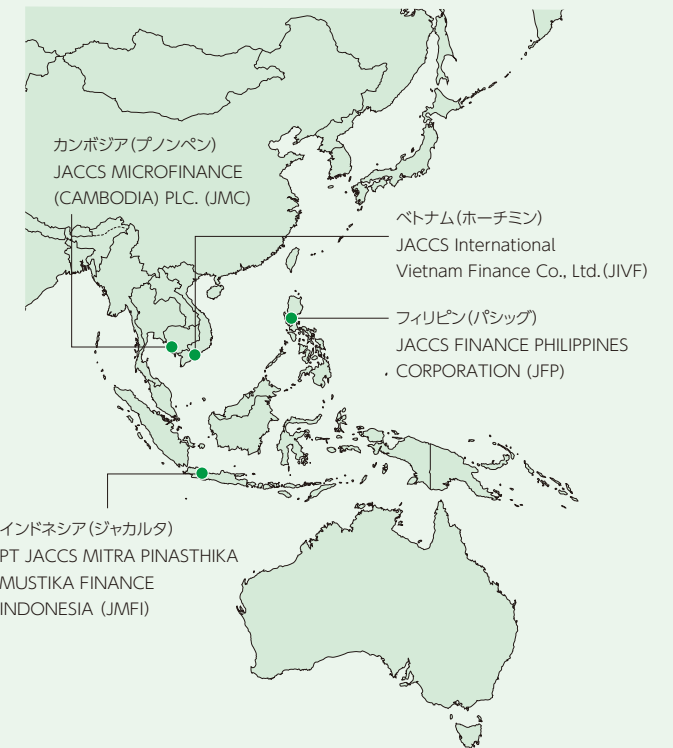 カンボジア（プノンペン）
JACCS MICROFINANCE
(CAMBODIA) PLC. (JMC)
ベトナム（ホーチミン）
JACCS International
Vietnam Finance Co., Ltd.(JIVF)
フィリピン（パシッグ）
JACCS FINANCE PHILIPPINES
CORPORATION (JFP)
インドネシア（ジャカルタ）
PT JACCS MITRA PINASTHIKA
MUSTIKA FINANCE
INDONESIA (JMFI)